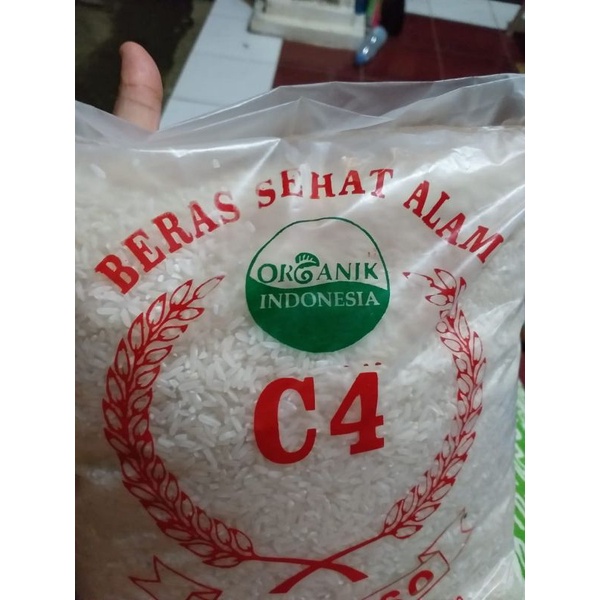 BERAS SEHAT ALAM
ORGANIK
INDONESIA
C4